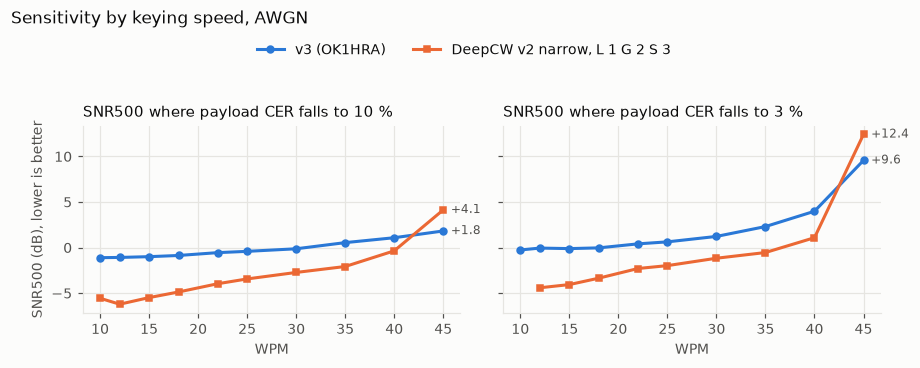 Sensitivity by keying speed, AWGN
v3 (OK1HRA)
DeepCW v2 narrow, L 1 G 2 S 3
SNR500 where payload CER falls to 10 %
SNR500 where payload CER falls to 3 %
SNR500 (dB), lower is better
10
5
0
−5
+4.1
+1.8
+12.4
+9.6
10 15 20 25 30 35 40 45
10 15 20 25 30 35 40 45
WPM
WPM